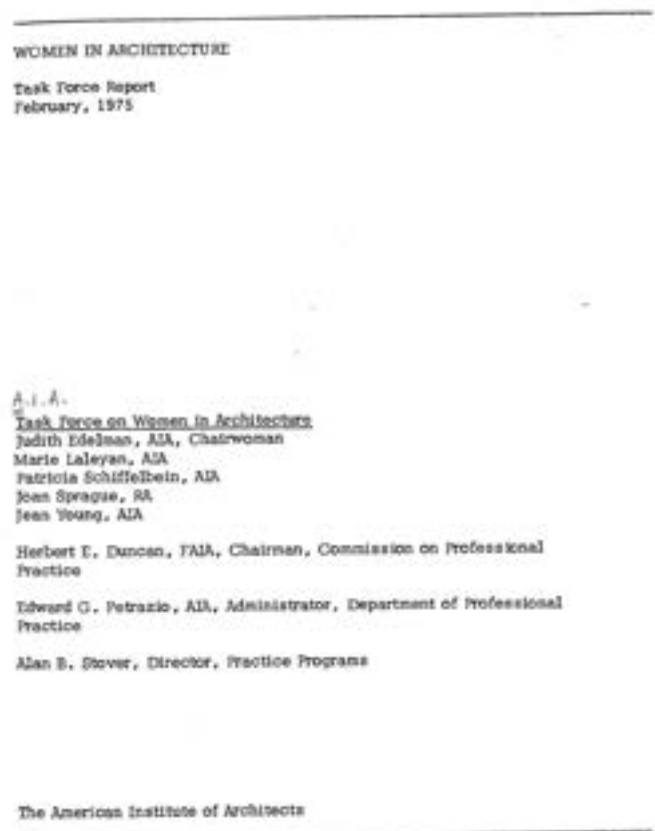 WOMEN IN ARCHITECTURE
Task Force Report
February, 1975
A.I.A.
Task Force on Women in Architecture
Judith Edelman, AIA, Chairwoman
Marie Laleyan, AIA
Patricia Schiffelbein, AIA
Joan Sprague, RA
Jean Young, AIA
Herbert E. Duncan, FAIA, Chairman, Commission on Professional
Practice
Edward G. Petrazio, AIA, Administrator, Department of Professional
Practice
Alan B. Stover, Director, Practice Programs
The American Institute of Architects